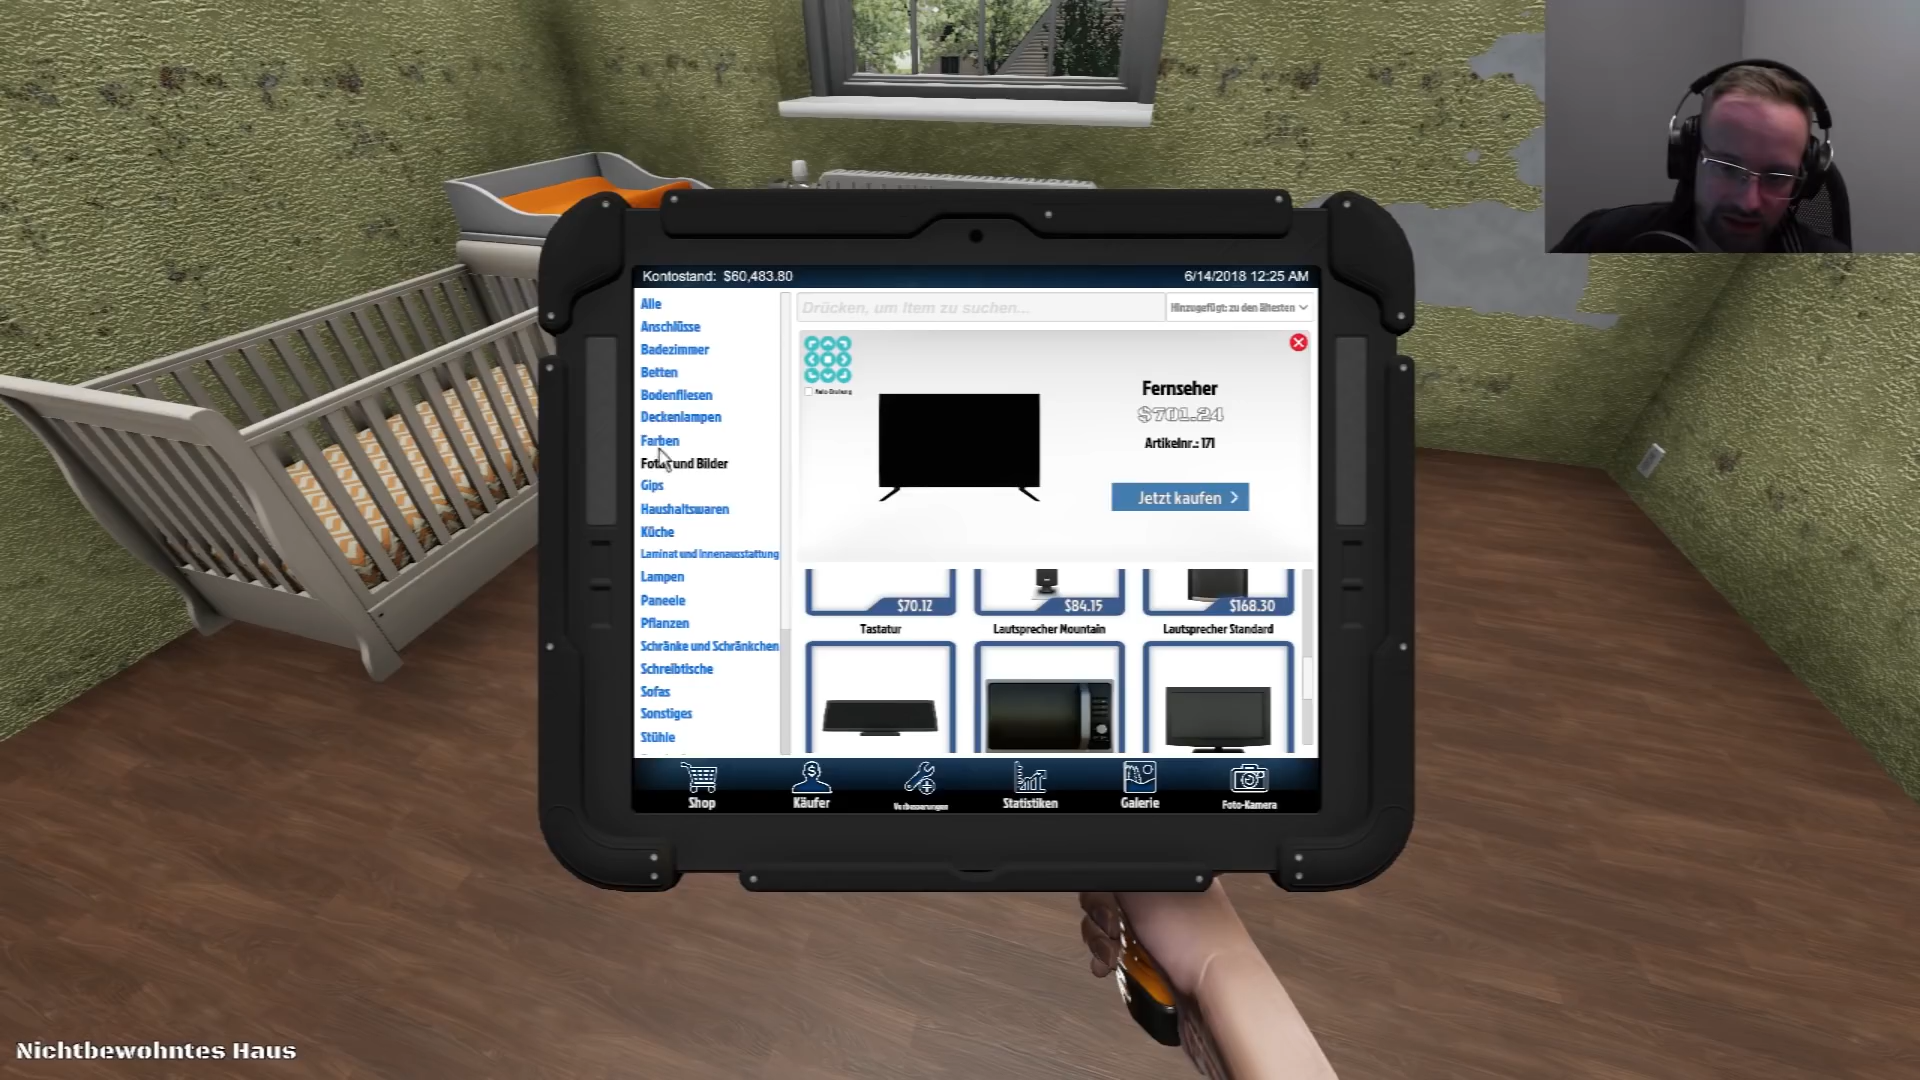 Kontostand: $60,483.80
6/14/2018 12:25 AM
Alle
Anschlüsse
Badezimmer
Betten
Bodenfliesen
Deckenlampen
Farben
Fotos und Bilder
Gips
Haushaltswaren
Küche
Laminat und Innenausstattung
Lampen
Paneele
Pflanzen
Schränke und Schränkchen
Schreibtische
Sofas
Sonstiges
Stühle
Drücken, um Item zu suchen...
Hinzugefügt: zu den ältesten
Fernseher
$701.24
Artikelnr.: 171
Jetzt kaufen
$70.12
$84.15
$168.30
Tastatur
Lautsprecher Mountain
Lautsprecher Standard
Shop
Käufer
Verbesserungen
Statistiken
Galerie
Foto-Kamera
Nichtbewohntes Haus